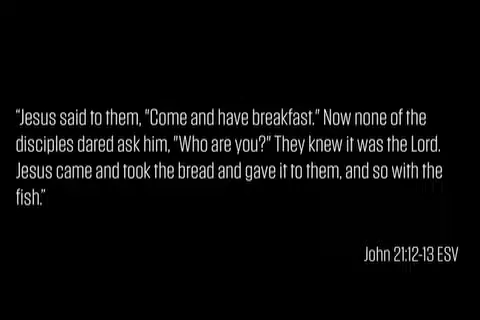 “Jesus said to them, "Come and have breakfast." Now none of the
disciples dared ask him, "Who are you?" They knew it was the Lord.
Jesus came and took the bread and gave it to them, and so with the
fish.”
John 21:12-13 ESV